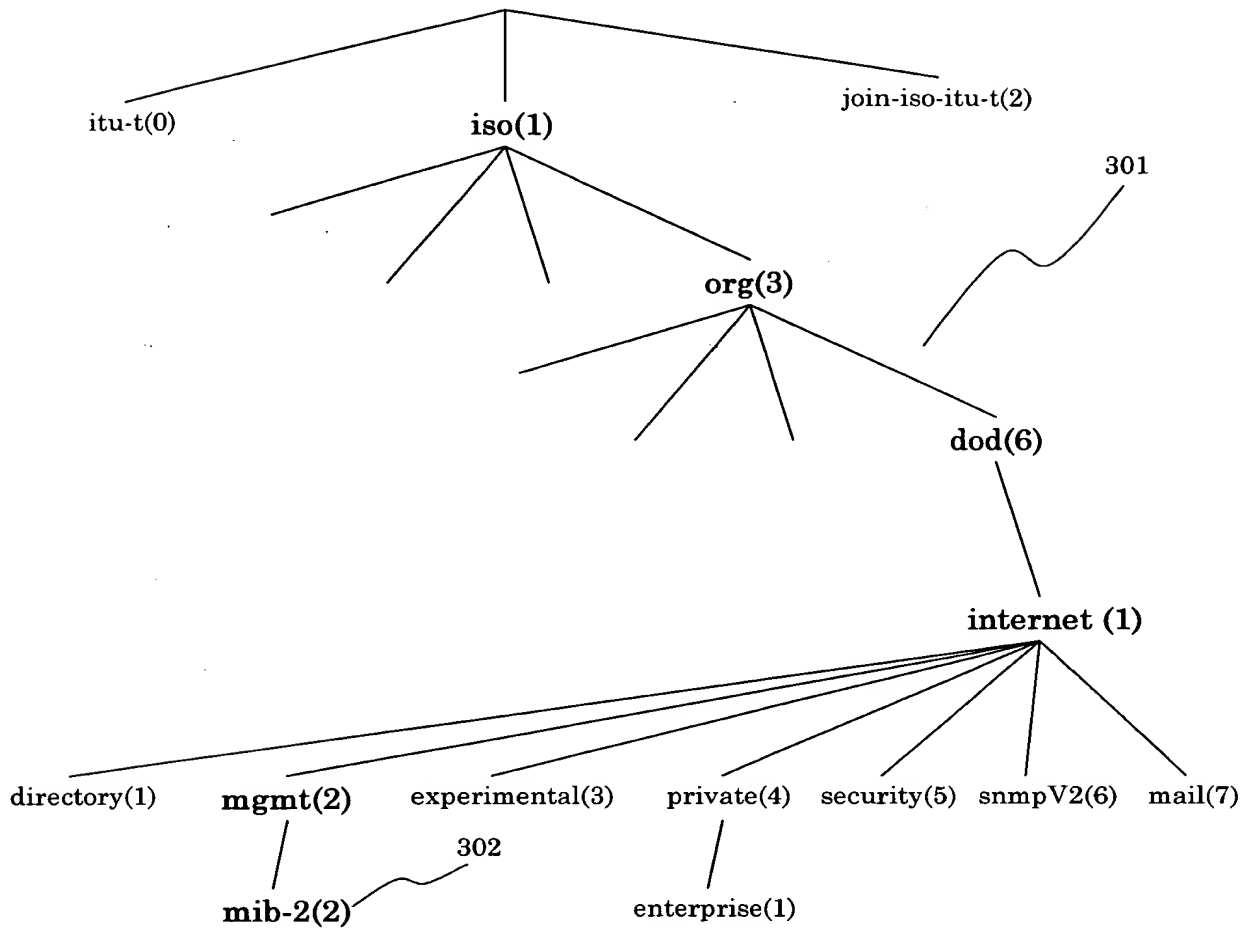 itu-t(0)
iso(1)
join-iso-itu-t(2)
301
org(3)
dod(6)
internet (1)
directory(1)
mgmt(2)
experimental(3)
private(4)
security(5)
snmpV2(6)
mail(7)
302
mib-2(2)
enterprise(1)